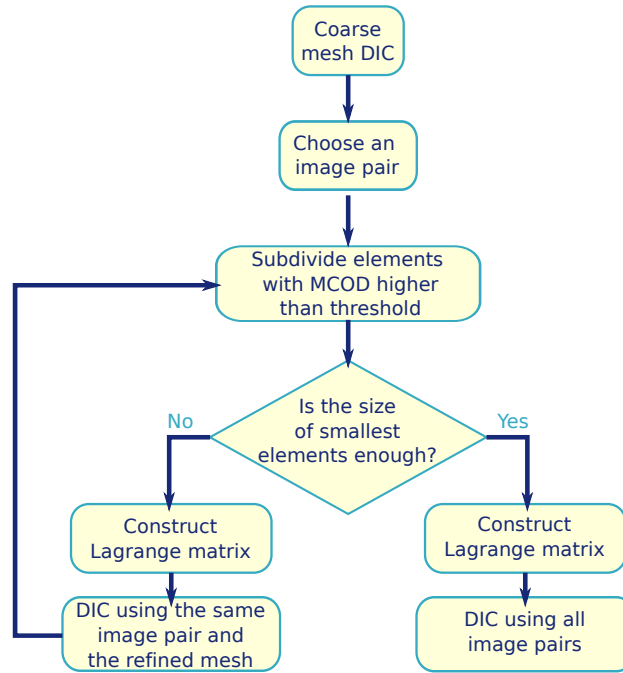 Coarse
mesh DIC
Choose an
image pair
Subdivide elements
with MCOD higher
than threshold
Is the size
of smallest
elements enough?
No
Yes
Construct
Lagrange matrix
Construct
Lagrange matrix
DIC using the same
image pair and
the refined mesh
DIC using all
image pairs